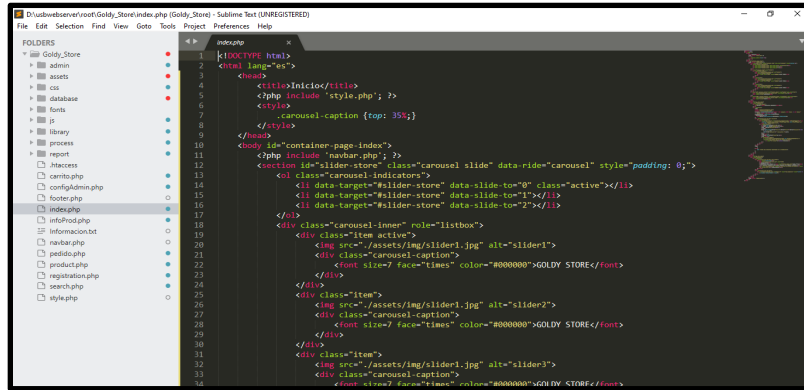 D:\usbwebserver\root\Goldy_Store\index.php (Goldy_Store) - Sublime Text (UNREGISTERED)
File Edit Selection Find View Goto Tools Project Preferences Help
FOLDERS
Goldy_Store
admin
assets
css
database
fonts
js
library
process
report
.htaccess
carrito.php
configAdmin.php
footer.php
index.php
infoProd.php
Informacion.txt
navbar.php
pedido.php
product.php
registration.php
search.php
style.php
index.php ×
1 <!DOCTYPE html>
2 <html lang="es">
3 <head>
4 <title>Inicio</title>
5 <?php include 'style.php'; ?>
6 <style>
7 .carousel-caption {top: 35%;}
8 </style>
9 </head>
10 <body id="container-page-index">
11 <?php include 'navbar.php'; ?>
12 <section id="slider-store" class="carousel slide" data-ride="carousel" style="padding: 0;">
13 <ol class="carousel-indicators">
14 <li data-target="#slider-store" data-slide-to="0" class="active"></li>
15 <li data-target="#slider-store" data-slide-to="1"></li>
16 <li data-target="#slider-store" data-slide-to="2"></li>
17 </ol>
18 <div class="carousel-inner" role="listbox">
19 <div class="item active">
20 <img src="./assets/img/slider1.jpg" alt="slider1">
21 <div class="carousel-caption">
22 <font size=7 face="times" color="#000000">GOLDY STORE</font>
23 </div>
24 </div>
25 <div class="item">
26 <img src="./assets/img/slider1.jpg" alt="slider2">
27 <div class="carousel-caption">
28 <font size=7 face="times" color="#000000">GOLDY STORE</font>
29 </div>
30 </div>
31 <div class="item">
32 <img src="./assets/img/slider1.jpg" alt="slider3">
33 <div class="carousel-caption">
34 <font size=7 face="times" color="#000000">GOLDY STORE</font>